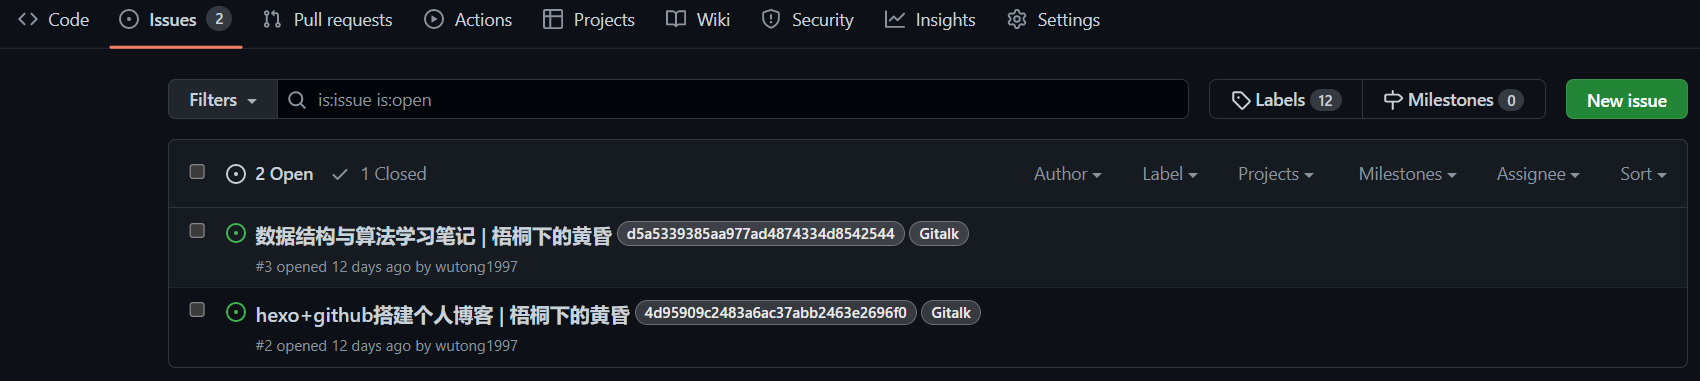 Code Issues 2 Pull requests Actions Projects Wiki Security Insights Settings
Filters is:issue is:open Labels 12 Milestones 0 New issue
2 Open 1 Closed Author Label Projects Milestones Assignee Sort
数据结构与算法学习笔记 | 梧桐下的黄昏 d5a5339385aa977ad4874334d8542544 Gitalk
#3 opened 12 days ago by wutong1997
hexo+github搭建个人博客 | 梧桐下的黄昏 4d95909c2483a6ac37abb2463e2696f0 Gitalk
#2 opened 12 days ago by wutong1997